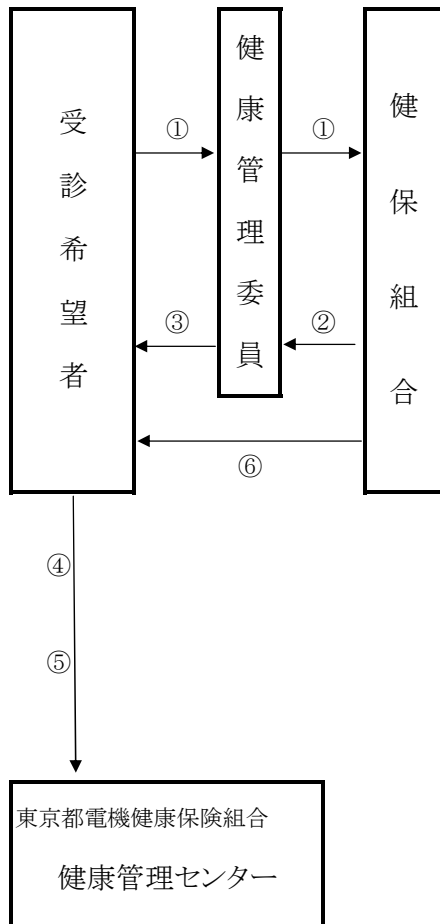 受診希望者
①
健康管理委員
①
健保組合
③
②
⑥
④
⑤
東京都電機健康保険組合
健康管理センター